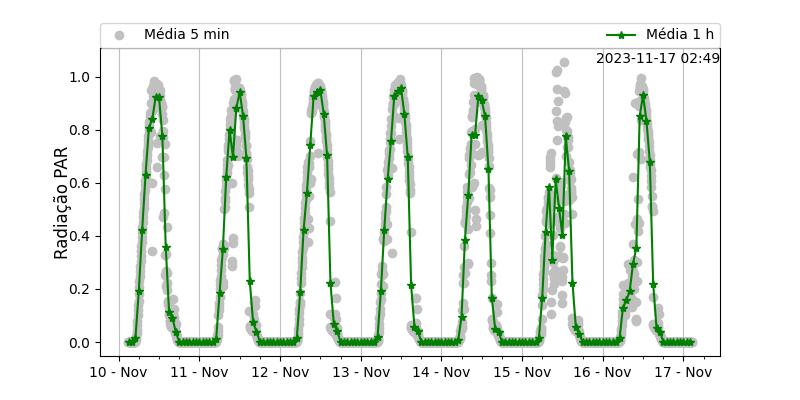 Média 5 min
Média 1 h
2023-11-17 02:49
Radiação PAR
1.0
0.8
0.6
0.4
0.2
0.0
10 - Nov
11 - Nov
12 - Nov
13 - Nov
14 - Nov
15 - Nov
16 - Nov
17 - Nov